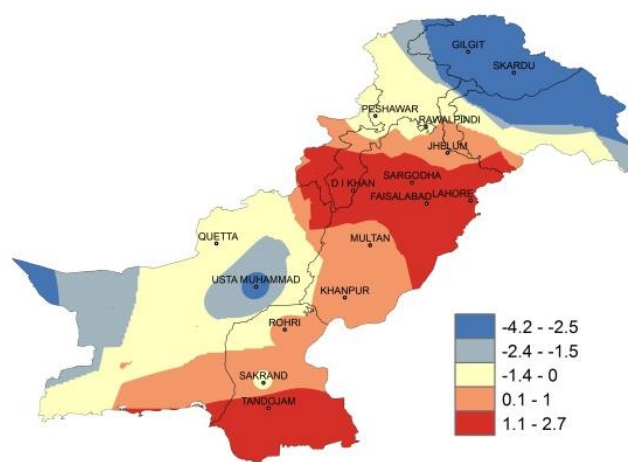 GILGIT
SKARDU
PESHAWAR
RAWALPINDI
JHELUM
SARGODHA
D I KHAN
FAISALABAD
LAHORE
QUETTA
MULTAN
USTA MUHAMMAD
KHANPUR
ROHRI
SAKRAND
TANDOJAM
-4.2 - -2.5
-2.4 - -1.5
-1.4 - 0
0.1 - 1
1.1 - 2.7